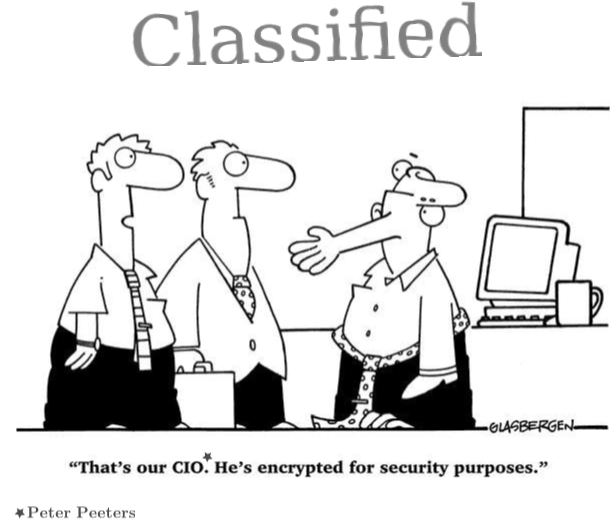 Classified
GLASBERGEN
“That’s our CIO.* He’s encrypted for security purposes.”
*Peter Peeters